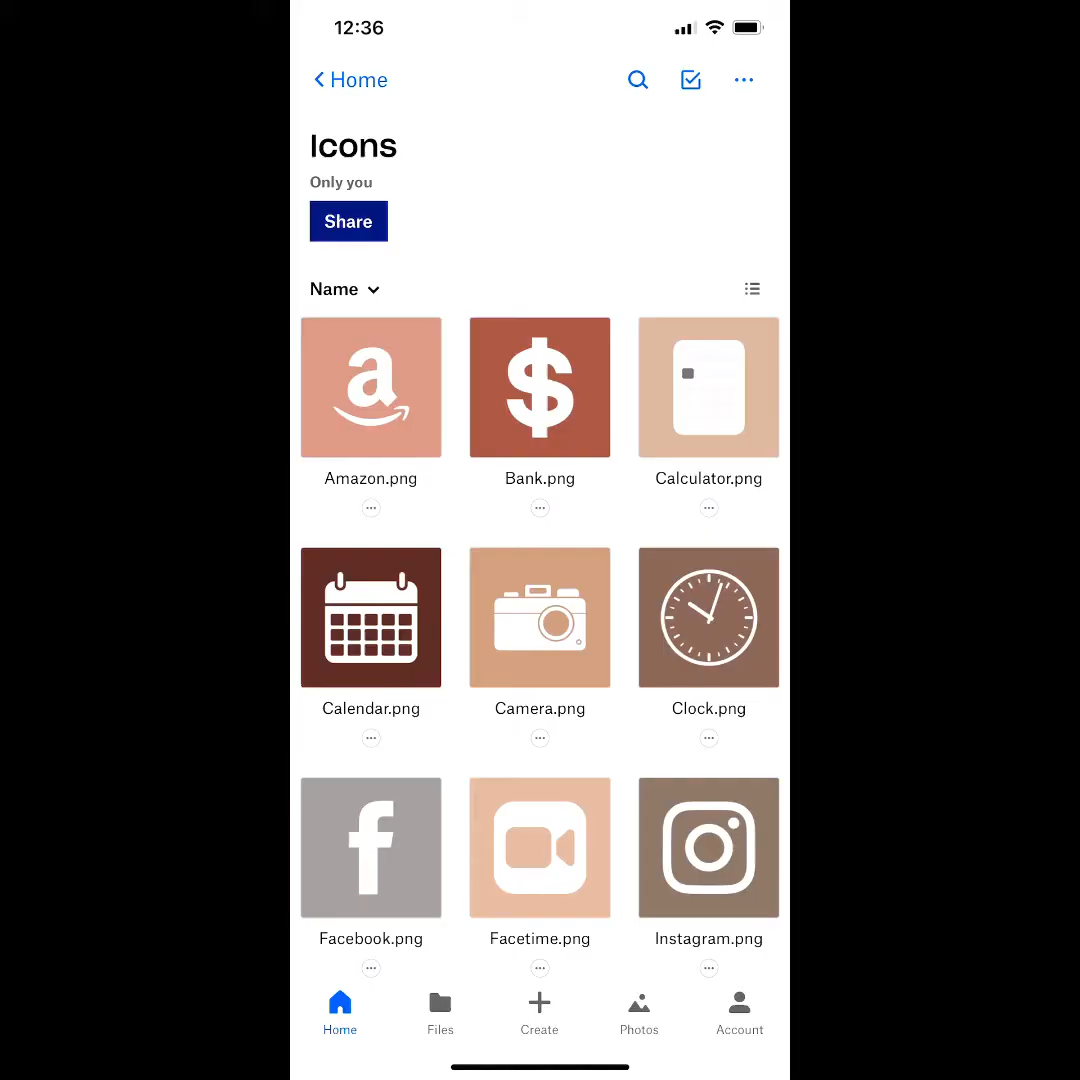 12:36
Home
Icons
Only you
Share
Name
a
$
Amazon.png
Bank.png
Calculator.png
Calendar.png
Camera.png
Clock.png
f
Facebook.png
Facetime.png
Instagram.png
Home
Files
Create
Photos
Account